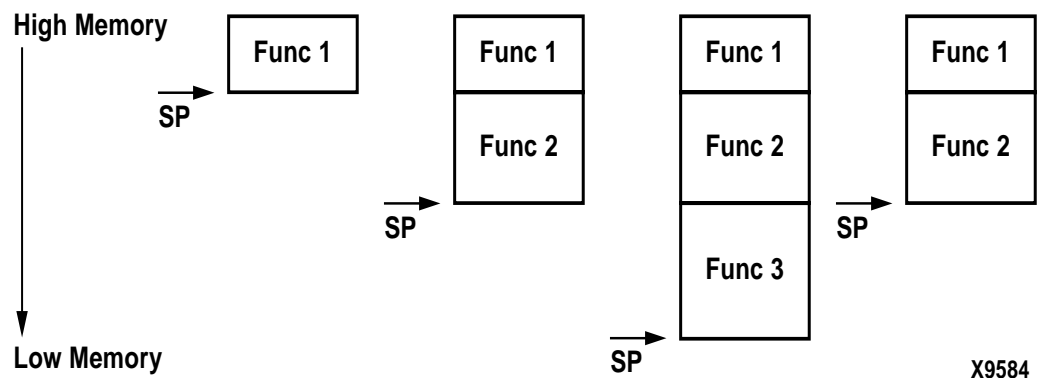 High Memory
Func 1
Func 1
Func 1
Func 1
SP
Func 2
Func 2
Func 2
SP
SP
Func 3
Low Memory
SP
X9584